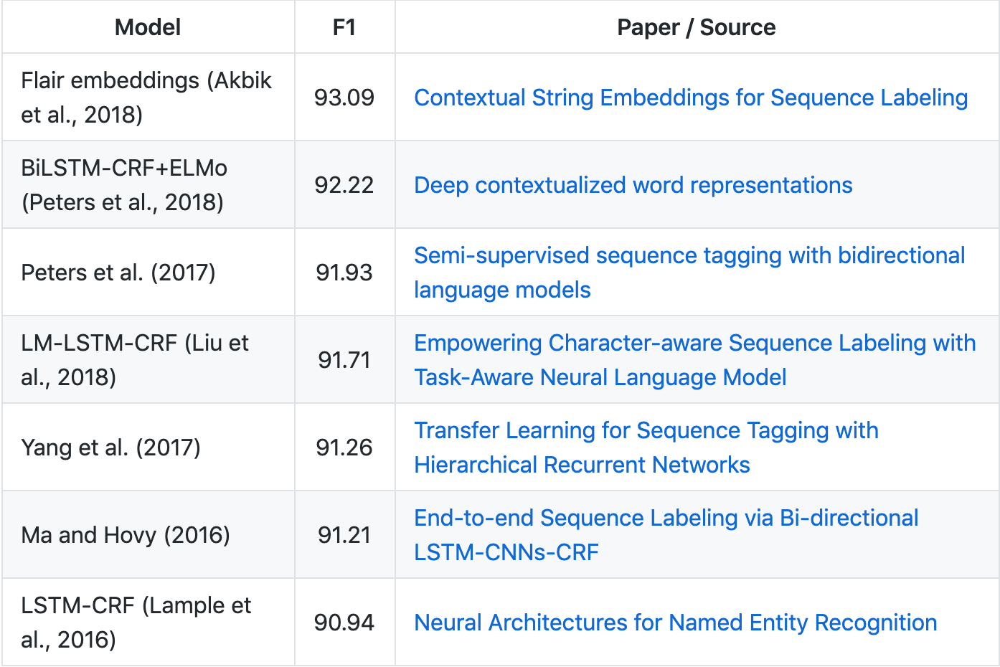 Model F1 Paper / Source
Flair embeddings (Akbik
et al., 2018)
93.09
Contextual String Embeddings for Sequence Labeling
BiLSTM-CRF+ELMo
(Peters et al., 2018)
92.22
Deep contextualized word representations
Peters et al. (2017)
91.93
Semi-supervised sequence tagging with bidirectional
language models
LM-LSTM-CRF (Liu et
al., 2018)
91.71
Empowering Character-aware Sequence Labeling with
Task-Aware Neural Language Model
Yang et al. (2017)
91.26
Transfer Learning for Sequence Tagging with
Hierarchical Recurrent Networks
Ma and Hovy (2016)
91.21
End-to-end Sequence Labeling via Bi-directional
LSTM-CNNs-CRF
LSTM-CRF (Lample et
al., 2016)
90.94
Neural Architectures for Named Entity Recognition